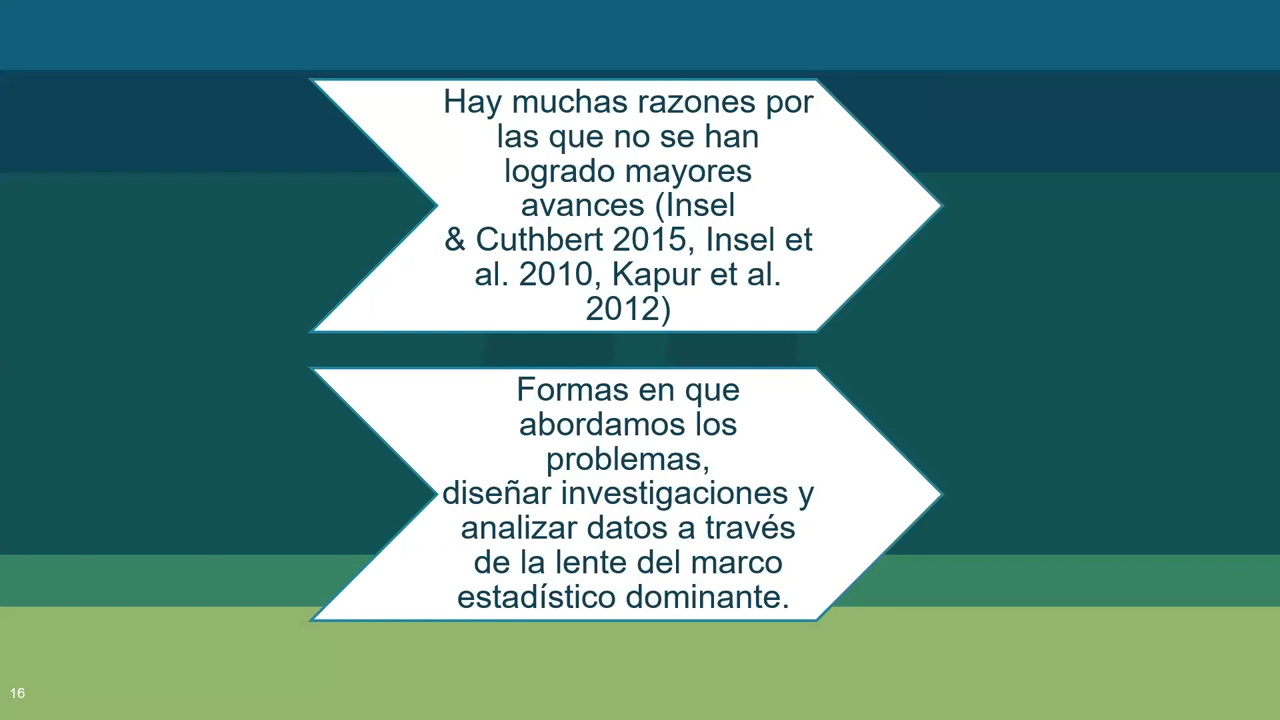 Hay muchas razones por
las que no se han
logrado mayores
avances (Insel
& Cuthbert 2015, Insel et
al. 2010, Kapur et al.
2012)
Formas en que
abordamos los
problemas,
diseñar investigaciones y
analizar datos a través
de la lente del marco
estadístico dominante.
16